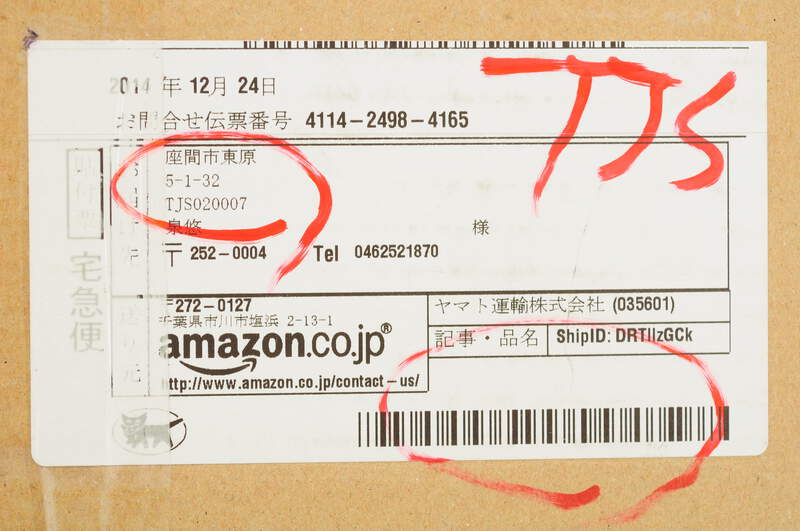 TJS
2014年12月24日
お問合せ伝票番号 4114-2498-4165
座間市東原
5-1-32
TJS020007
泉悠 様
〒252-0004 Tel 0462521870
宅急便
〒272-0127
千葉県市川市塩浜 2-13-1
amazon.co.jp®
http://www.amazon.co.jp/contact-us/
ヤマト運輸株式会社 (035601)
記事・品名 ShipID: DRTllzGCk